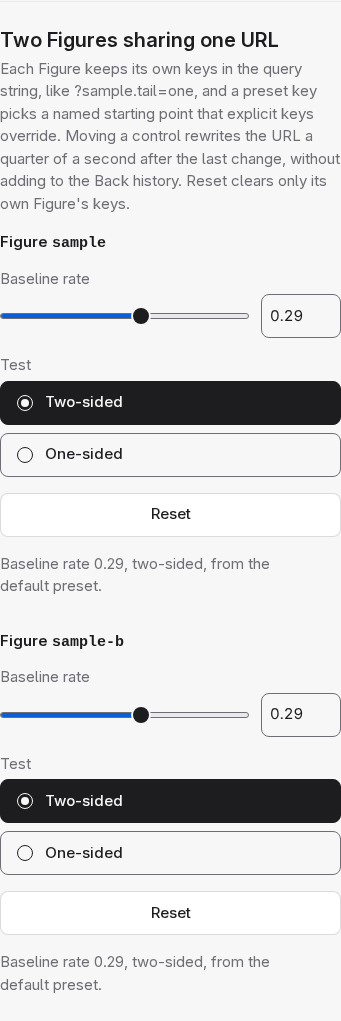 Two Figures sharing one URL
Each Figure keeps its own keys in the query
string, like ?sample.tail=one, and a preset key
picks a named starting point that explicit keys
override. Moving a control rewrites the URL a
quarter of a second after the last change, without
adding to the Back history. Reset clears only its
own Figure's keys.
Figure sample
Baseline rate
0.29
Test
Two-sided
One-sided
Reset
Baseline rate 0.29, two-sided, from the
default preset.
Figure sample-b
Baseline rate
0.29
Test
Two-sided
One-sided
Reset
Baseline rate 0.29, two-sided, from the
default preset.